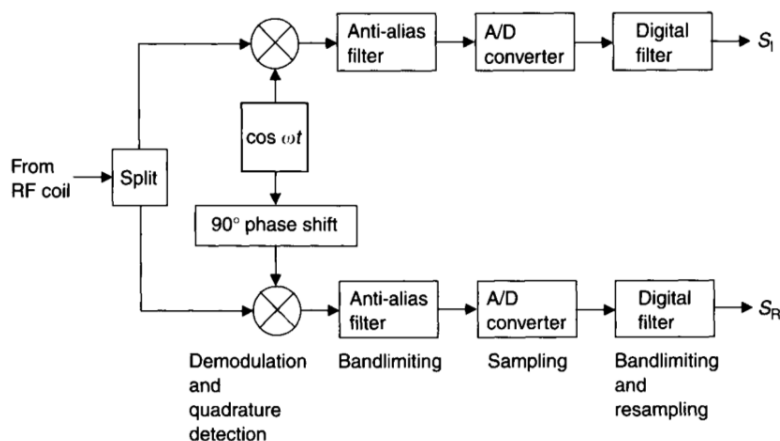 Anti-alias
filter
A/D
converter
Digital
filter
S_I
cos ωt
From
RF coil
Split
90° phase shift
Anti-alias
filter
A/D
converter
Digital
filter
S_R
Demodulation
and
quadrature
detection
Bandlimiting
Sampling
Bandlimiting
and
resampling